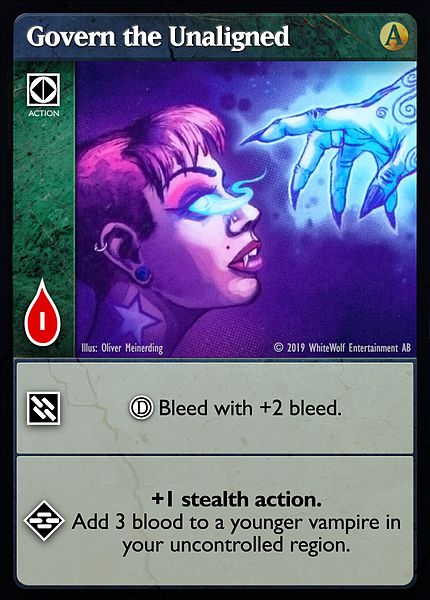 Govern the Unaligned
A
ACTION
1
Illus: Oliver Meinerding
© 2019 WhiteWolf Entertainment AB
D Bleed with +2 bleed.
+1 stealth action.
Add 3 blood to a younger vampire in
your uncontrolled region.